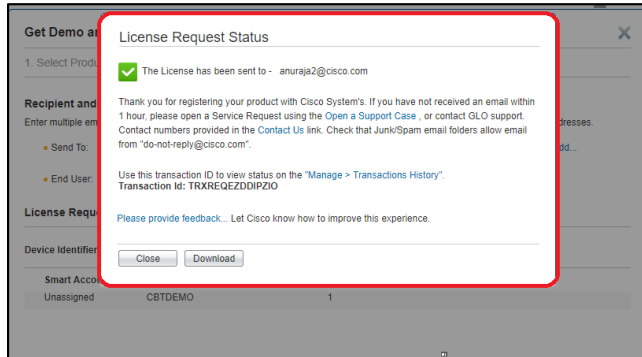 Get Demo an
License Request Status
1. Select Produ
The License has been sent to - anuraja2@cisco.com
Recipient and
Thank you for registering your product with Cisco System's. If you have not received an email within
Enter multiple em
1 hour, please open a Service Request using the Open a Support Case , or contact GLO support.
dresses.
Contact numbers provided in the Contact Us link. Check that Junk/Spam email folders allow email
Send To:
from "do-not-reply@cisco.com".
dd...
Use this transaction ID to view status on the "Manage > Transactions History".
End User:
Transaction Id: TRXREQEZDDIPZIO
License Reque
Please provide feedback... Let Cisco know how to improve this experience.
Device Identifier
Close Download
Smart Acco
Unassigned CBTDEMO 1